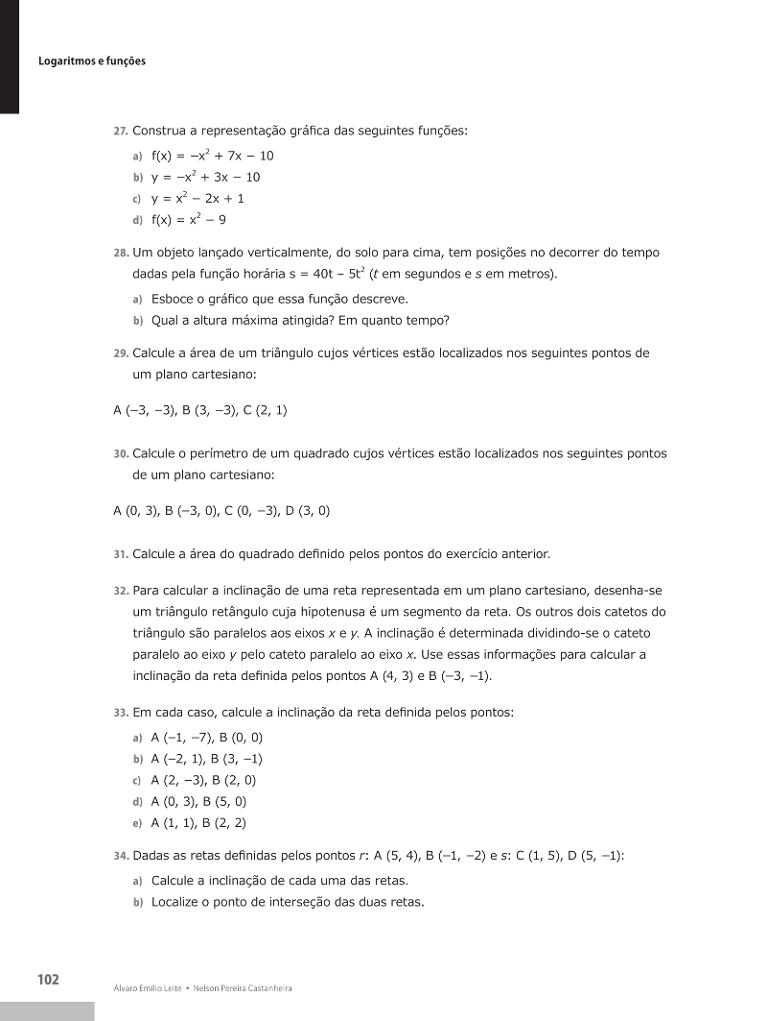 Logaritmos e funções
27. Construa a representação gráfica das seguintes funções:
a) f(x) = −x² + 7x − 10
b) y = −x² + 3x − 10
c) y = x² − 2x + 1
d) f(x) = x² − 9
28. Um objeto lançado verticalmente, do solo para cima, tem posições no decorrer do tempo
dadas pela função horária s = 40t – 5t² (t em segundos e s em metros).
a) Esboce o gráfico que essa função descreve.
b) Qual a altura máxima atingida? Em quanto tempo?
29. Calcule a área de um triângulo cujos vértices estão localizados nos seguintes pontos de
um plano cartesiano:
A (−3, −3), B (3, −3), C (2, 1)
30. Calcule o perímetro de um quadrado cujos vértices estão localizados nos seguintes pontos
de um plano cartesiano:
A (0, 3), B (−3, 0), C (0, −3), D (3, 0)
31. Calcule a área do quadrado definido pelos pontos do exercício anterior.
32. Para calcular a inclinação de uma reta representada em um plano cartesiano, desenha-se
um triângulo retângulo cuja hipotenusa é um segmento da reta. Os outros dois catetos do
triângulo são paralelos aos eixos x e y. A inclinação é determinada dividindo-se o cateto
paralelo ao eixo y pelo cateto paralelo ao eixo x. Use essas informações para calcular a
inclinação da reta definida pelos pontos A (4, 3) e B (−3, −1).
33. Em cada caso, calcule a inclinação da reta definida pelos pontos:
a) A (−1, −7), B (0, 0)
b) A (−2, 1), B (3, −1)
c) A (2, −3), B (2, 0)
d) A (0, 3), B (5, 0)
e) A (1, 1), B (2, 2)
34. Dadas as retas definidas pelos pontos r: A (5, 4), B (−1, −2) e s: C (1, 5), D (5, −1):
a) Calcule a inclinação de cada uma das retas.
b) Localize o ponto de interseção das duas retas.
102
Álvaro Emílio Leite • Nelson Pereira Castanheira